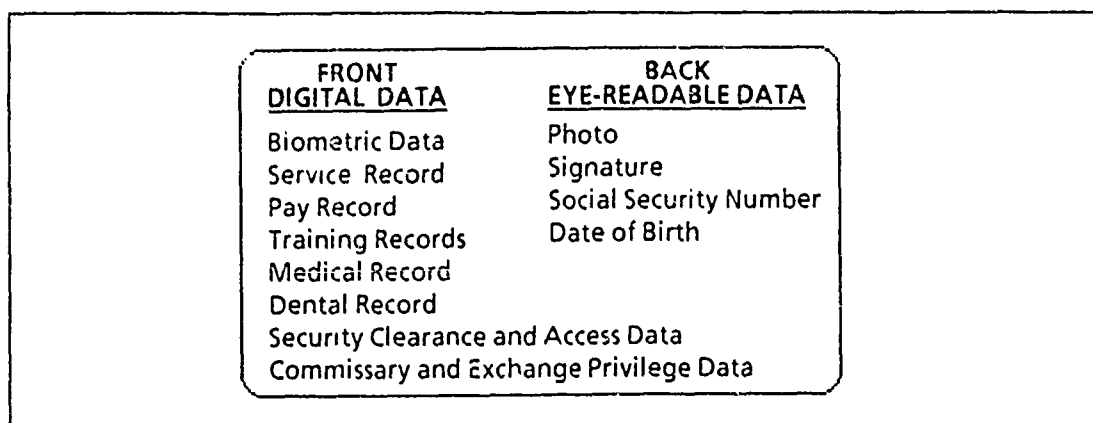 FRONT BACK
DIGITAL DATA EYE-READABLE DATA
Biometric Data Photo
Service Record Signature
Pay Record Social Security Number
Training Records Date of Birth
Medical Record
Dental Record
Security Clearance and Access Data
Commissary and Exchange Privilege Data